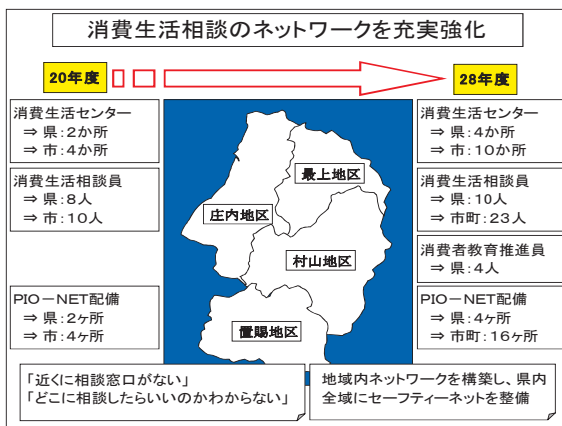 消費生活相談のネットワークを充実強化
20年度
28年度
消費生活センター
⇒ 県:2か所
⇒ 市:4か所
消費生活相談員
⇒ 県:8人
⇒ 市:10人
PIO－NET配備
⇒ 県:2ヶ所
⇒ 市:4ヶ所
最上地区
庄内地区
村山地区
置賜地区
消費生活センター
⇒ 県:4か所
⇒ 市:10か所
消費生活相談員
⇒ 県:10人
⇒ 市町:23人
消費者教育推進員
⇒ 県:4人
PIO－NET配備
⇒ 県:4ヶ所
⇒ 市町:16ヶ所
「近くに相談窓口がない」
「どこに相談したらいいのかわからない」
地域内ネットワークを構築し、県内
全域にセーフティーネットを整備